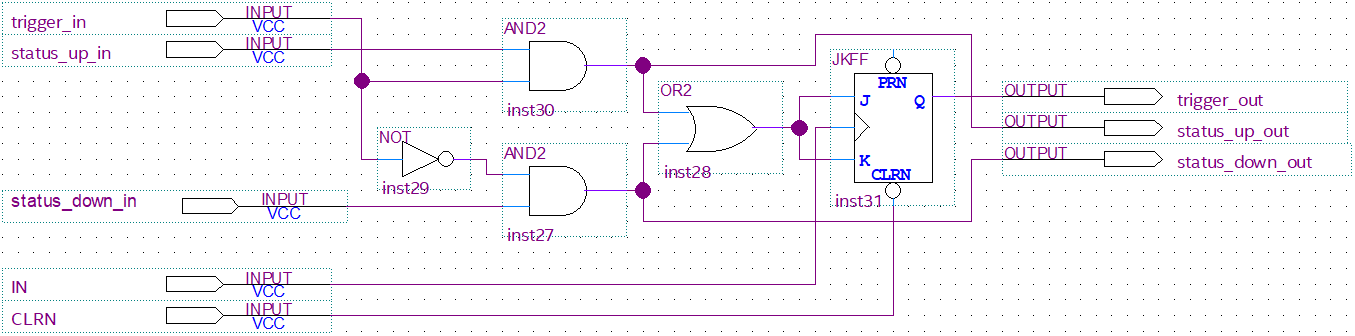 trigger_in INPUT VCC
status_up_in INPUT VCC
AND2
inst30
JKFF
PRN
J Q
K
CLRN
inst31
OR2
inst28
OUTPUT trigger_out
OUTPUT status_up_out
OUTPUT status_down_out
NOT
inst29
AND2
inst27
status_down_in INPUT VCC
IN INPUT VCC
CLRN INPUT VCC